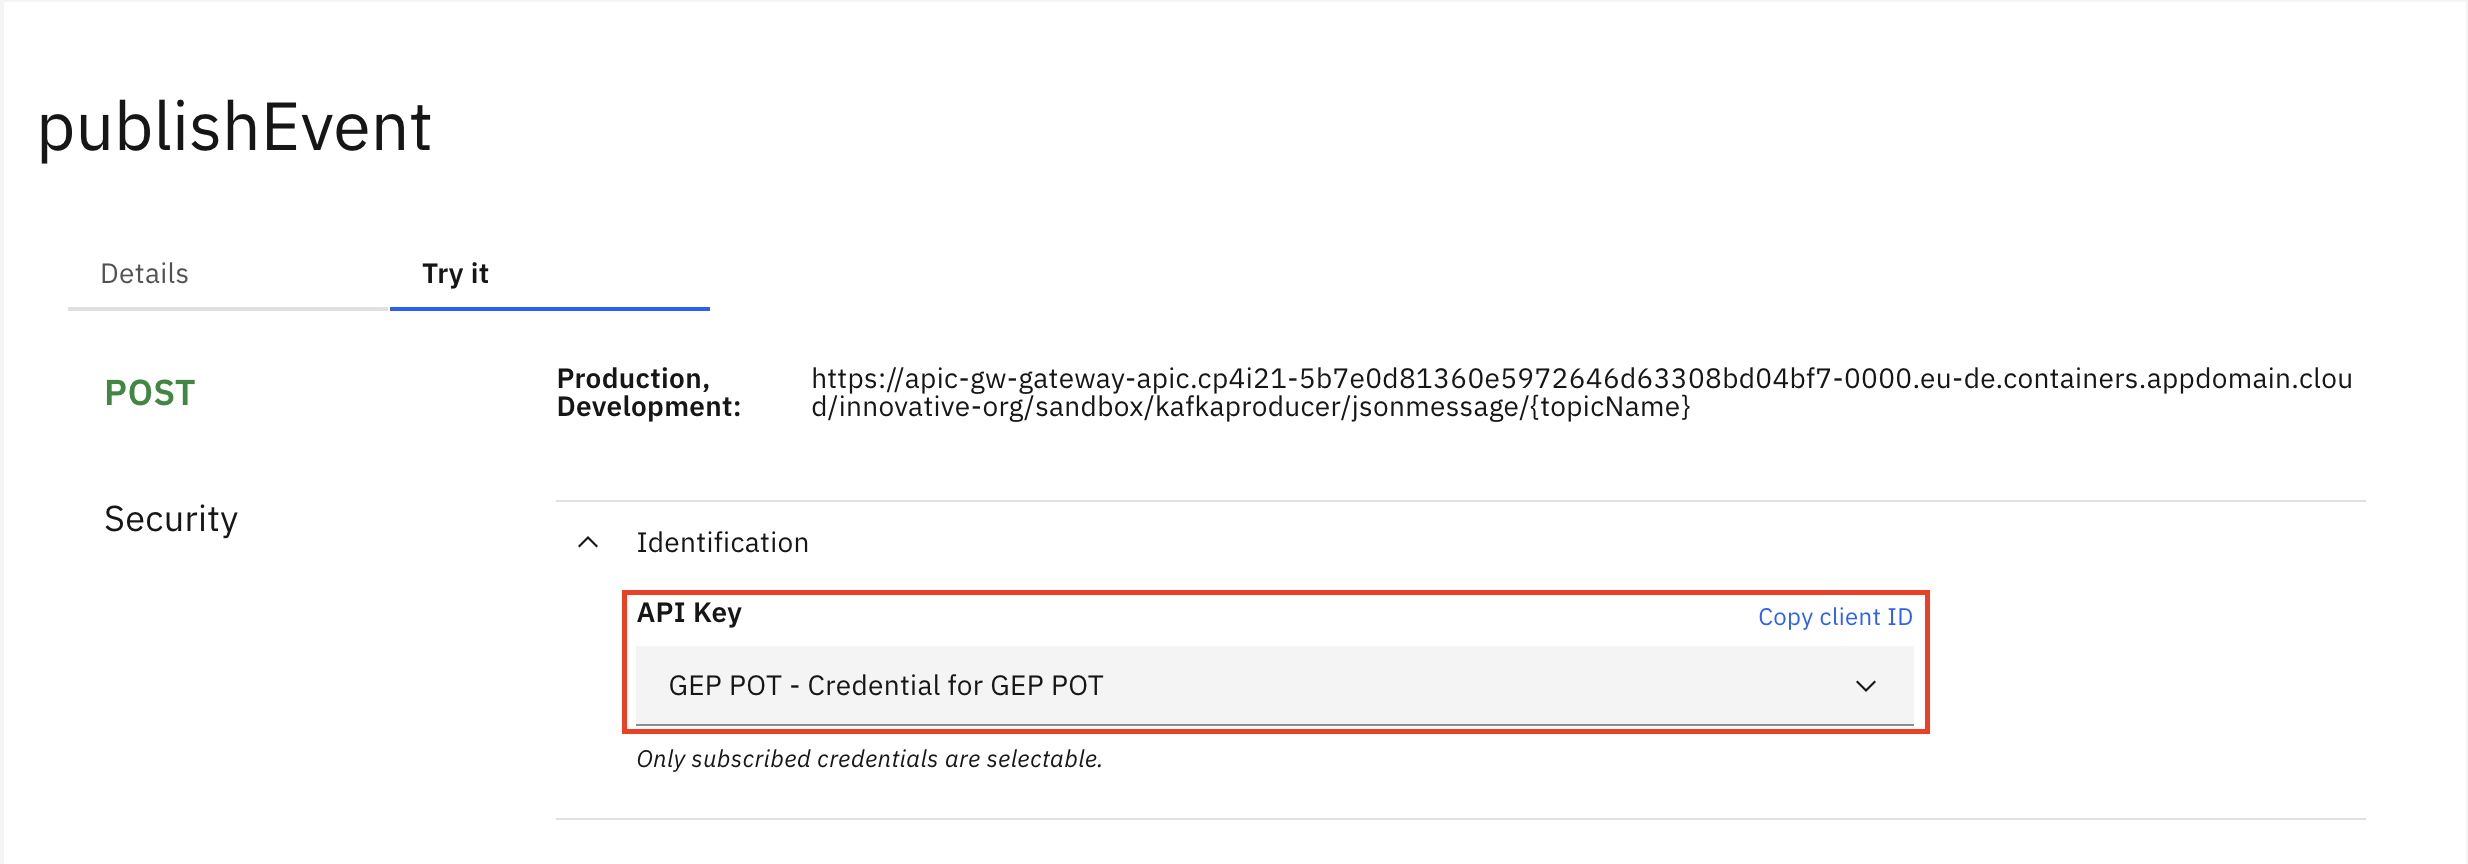 publishEvent
Details
Try it
POST
Production,
Development:
https://apic-gw-gateway-apic.cp4i21-5b7e0d81360e5972646d63308bd04bf7-0000.eu-de.containers.appdomain.clou
d/innovative-org/sandbox/kafkaproducer/jsonmessage/{topicName}
Security
Identification
API Key
Copy client ID
GEP POT - Credential for GEP POT
Only subscribed credentials are selectable.